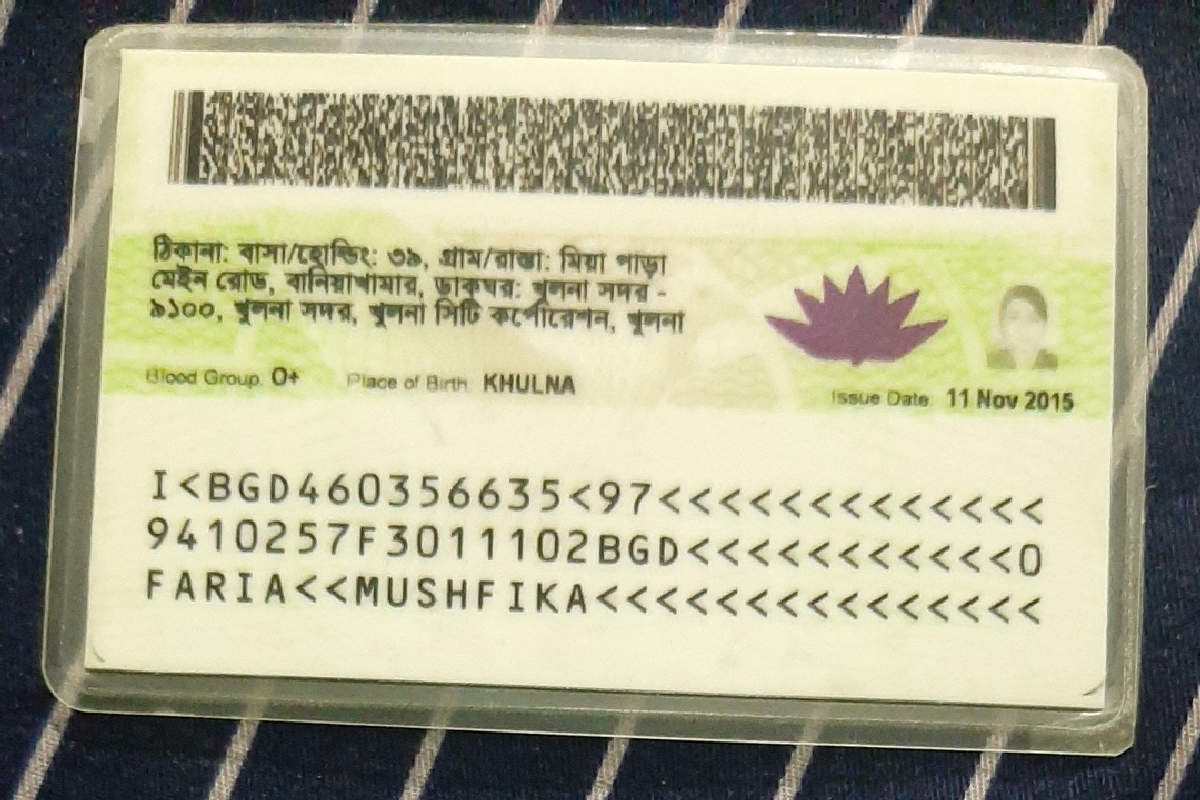 ঠিকানা: বাসা/হোল্ডিং: ৩৯, গ্রাম/রাস্তা: মিয়া পাড়া
মেইন রোড, বানিয়াখামার, ডাকঘর: খুলনা সদর -
৯১০০, খুলনা সদর, খুলনা সিটি কর্পোরেশন, খুলনা
Blood Group: O+ Place of Birth: KHULNA Issue Date: 11 Nov 2015
I<BGD460356635<97<<<<<<<<<<<<<
9410257F3011102BGD<<<<<<<<<<<0
FARIA<<MUSHFIKA<<<<<<<<<<<<<<<